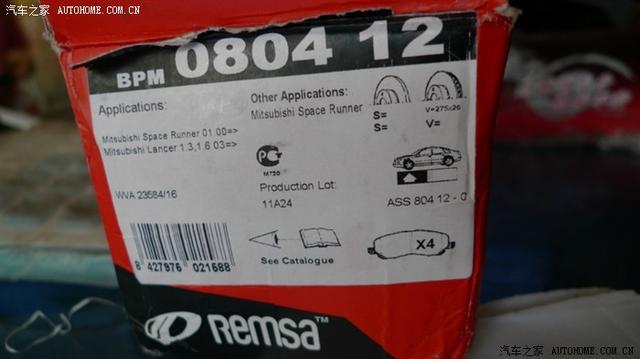 汽车之家 AUTOHOME.COM.CN
BPM 0804 12
Applications:
Mitsubishi Space Runner 01.00=>
Mitsubishi Lancer 1.3,1.6 03=>
WVA 23584/16
Other Applications:
Mitsubishi Space Runner
S= V=275x26
S= V=
MT20
Production Lot:
11A24
ASS 804 12 - 0
8 427976 021688
See Catalogue
X4
Remsa™
汽车之家 AUTOHOME.COM.CN